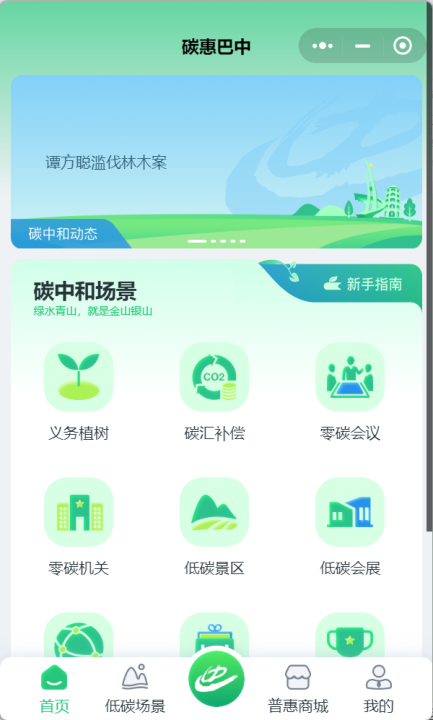 碳惠巴中
谭方聪滥伐林木案
碳中和动态
碳中和场景
新手指南
绿水青山，就是金山银山
义务植树
CO2
碳汇补偿
零碳会议
零碳机关
低碳景区
低碳会展
首页
低碳场景
普惠商城
我的